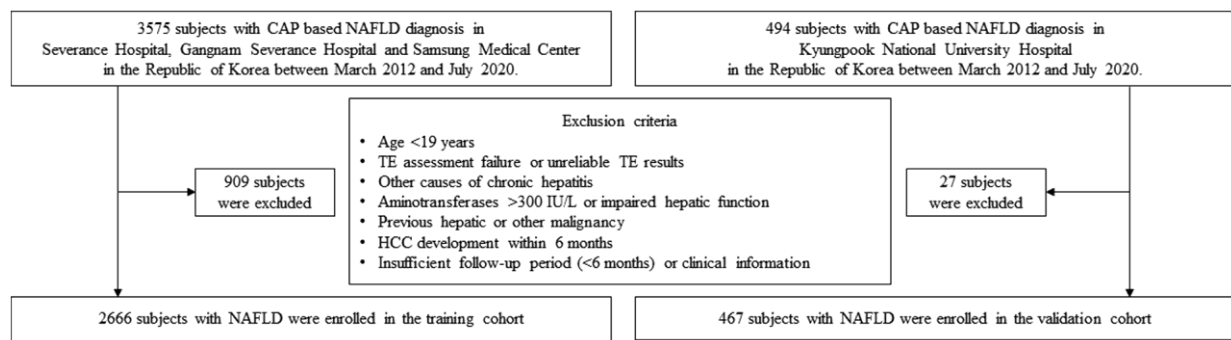 3575 subjects with CAP based NAFLD diagnosis in
Severance Hospital, Gangnam Severance Hospital and Samsung Medical Center
in the Republic of Korea between March 2012 and July 2020.
494 subjects with CAP based NAFLD diagnosis in
Kyungpook National University Hospital
in the Republic of Korea between March 2012 and July 2020.
Exclusion criteria
• Age <19 years
• TE assessment failure or unreliable TE results
• Other causes of chronic hepatitis
• Aminotransferases >300 IU/L or impaired hepatic function
• Previous hepatic or other malignancy
• HCC development within 6 months
• Insufficient follow-up period (<6 months) or clinical information
909 subjects
were excluded
27 subjects
were excluded
2666 subjects with NAFLD were enrolled in the training cohort
467 subjects with NAFLD were enrolled in the validation cohort